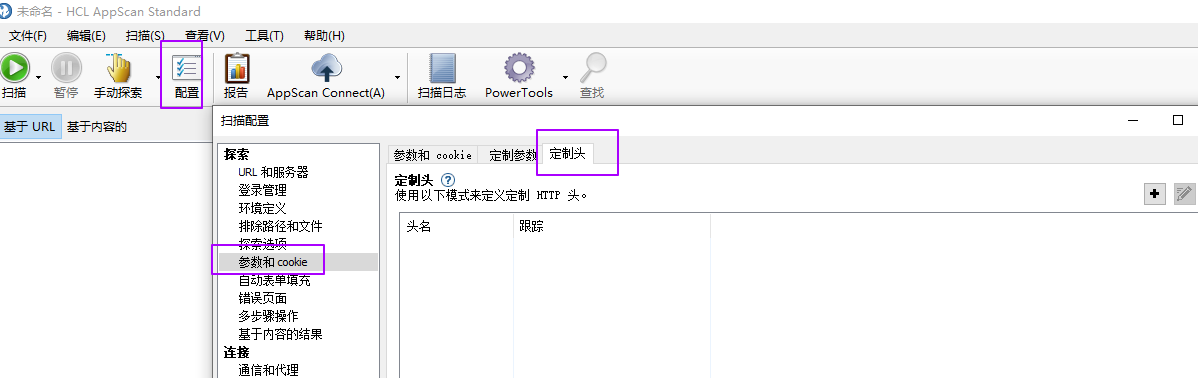 未命名 - HCL AppScan Standard
文件(F) 编辑(E) 扫描(S) 查看(V) 工具(T) 帮助(H)
扫描 暂停 手动探索 配置 报告 AppScan Connect(A) 扫描日志 PowerTools 查找
基于 URL 基于内容的
扫描配置
探索
URL 和服务器
登录管理
环境定义
排除路径和文件
探索选项
参数和 cookie
自动表单填充
错误页面
多步骤操作
基于内容的结果
连接
通信和代理
参数和 cookie 定制参数 定制头
定制头 ?
使用以下模式来定义定制 HTTP 头。
头名 跟踪